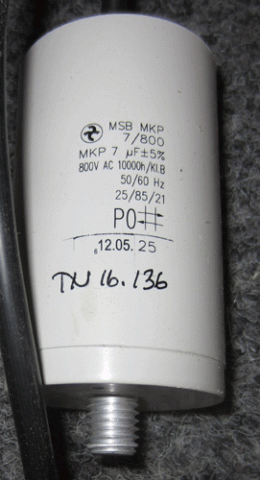 MSB MKP
7/800
MKP 7 µF±5%
800V AC 10000h/Kl.B
50/60 Hz
25/85/21
P0
12.05. 25
TN 16.136